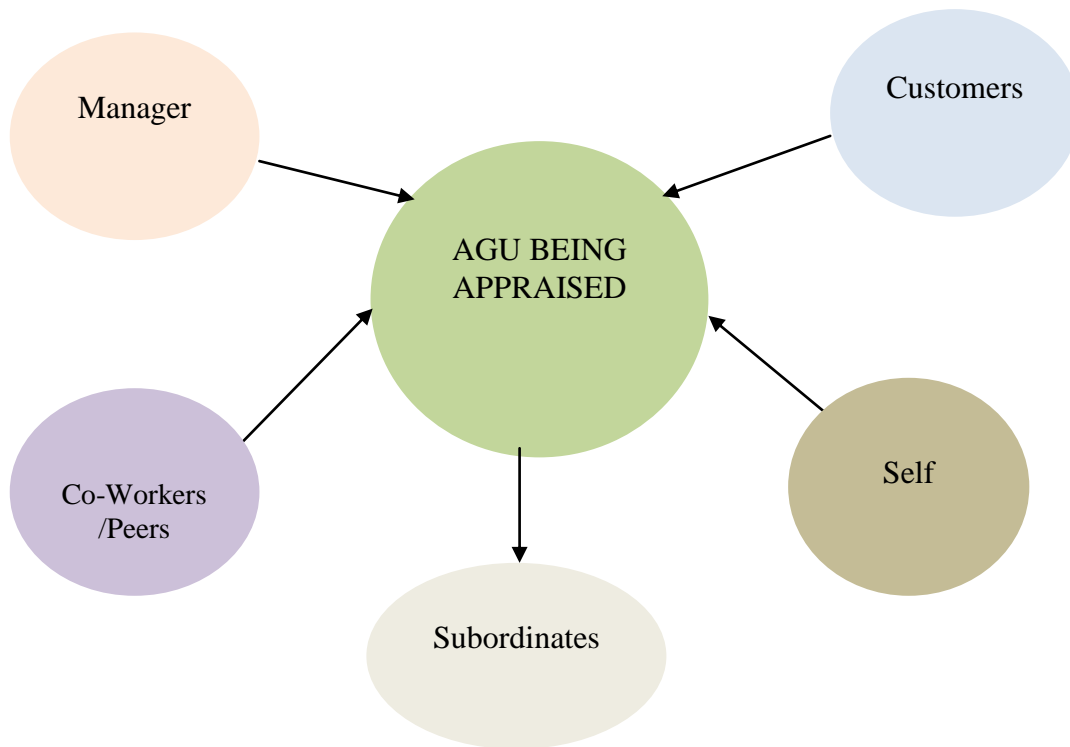 Manager
Customers
AGU BEING
APPRAISED
Co-Workers
/Peers
Self
Subordinates